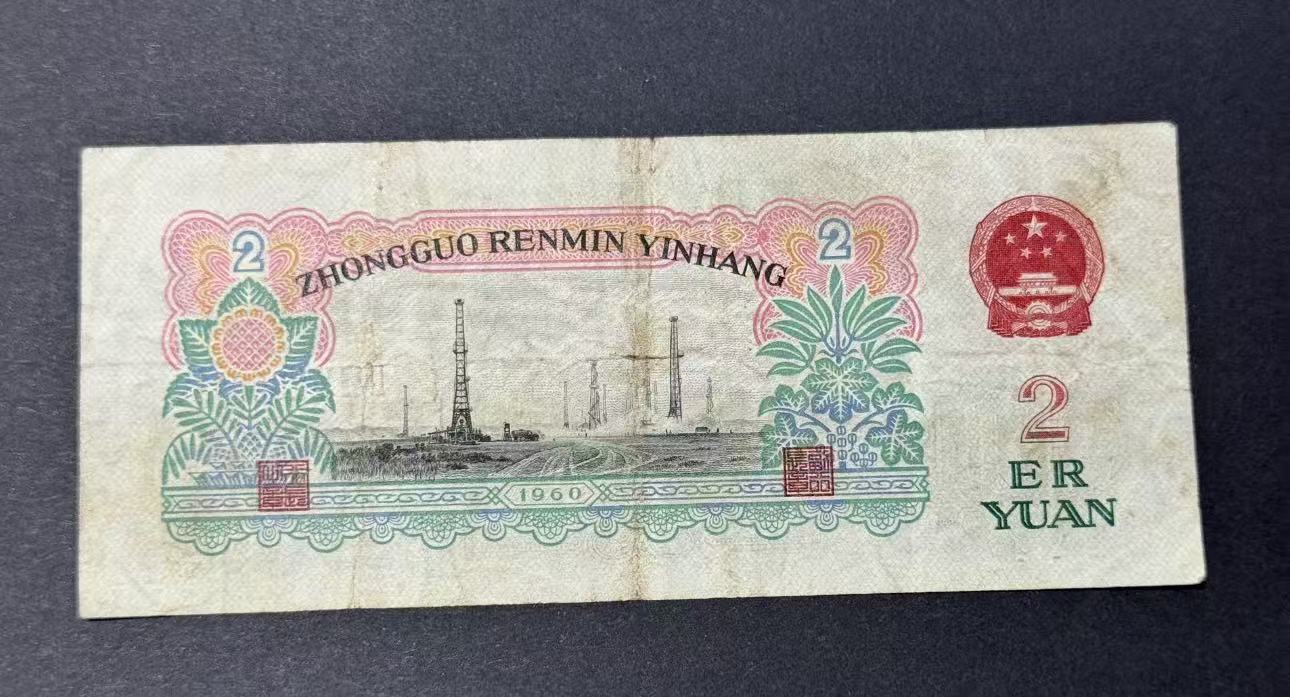 2
2
ZHONGGUO RENMIN YINHANG
2
ER
YUAN
1960